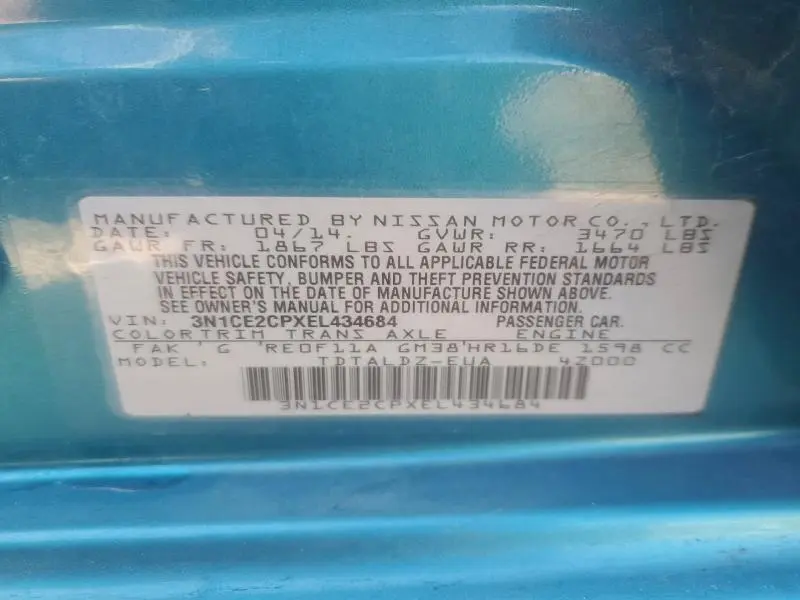 MANUFACTURED BY NISSAN MOTOR CO., LTD.
DATE: 04/14. GVWR: 3470 LBS
GAWR FR: 1867 LBS GAWR RR: 1664 LBS
THIS VEHICLE CONFORMS TO ALL APPLICABLE FEDERAL MOTOR
VEHICLE SAFETY, BUMPER AND THEFT PREVENTION STANDARDS
IN EFFECT ON THE DATE OF MANUFACTURE SHOWN ABOVE.
SEE OWNER'S MANUAL FOR ADDITIONAL INFORMATION.
VIN: 3N1CE2CPXEL434684 PASSENGER CAR.
COLOR TRIM TRANS AXLE ENGINE
FAK ' G 'RE0F11A GM38'HR16DE 1598 CC
MODEL: TDTALDZ-EUA 4Z000
3N1CE2CPXEL434684